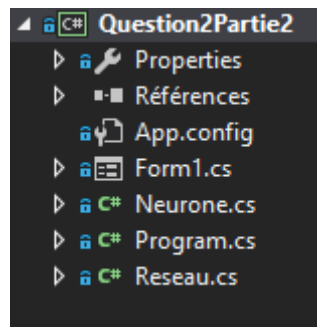 C# Question2Partie2
Properties
Références
App.config
Form1.cs
C# Neurone.cs
C# Program.cs
C# Reseau.cs